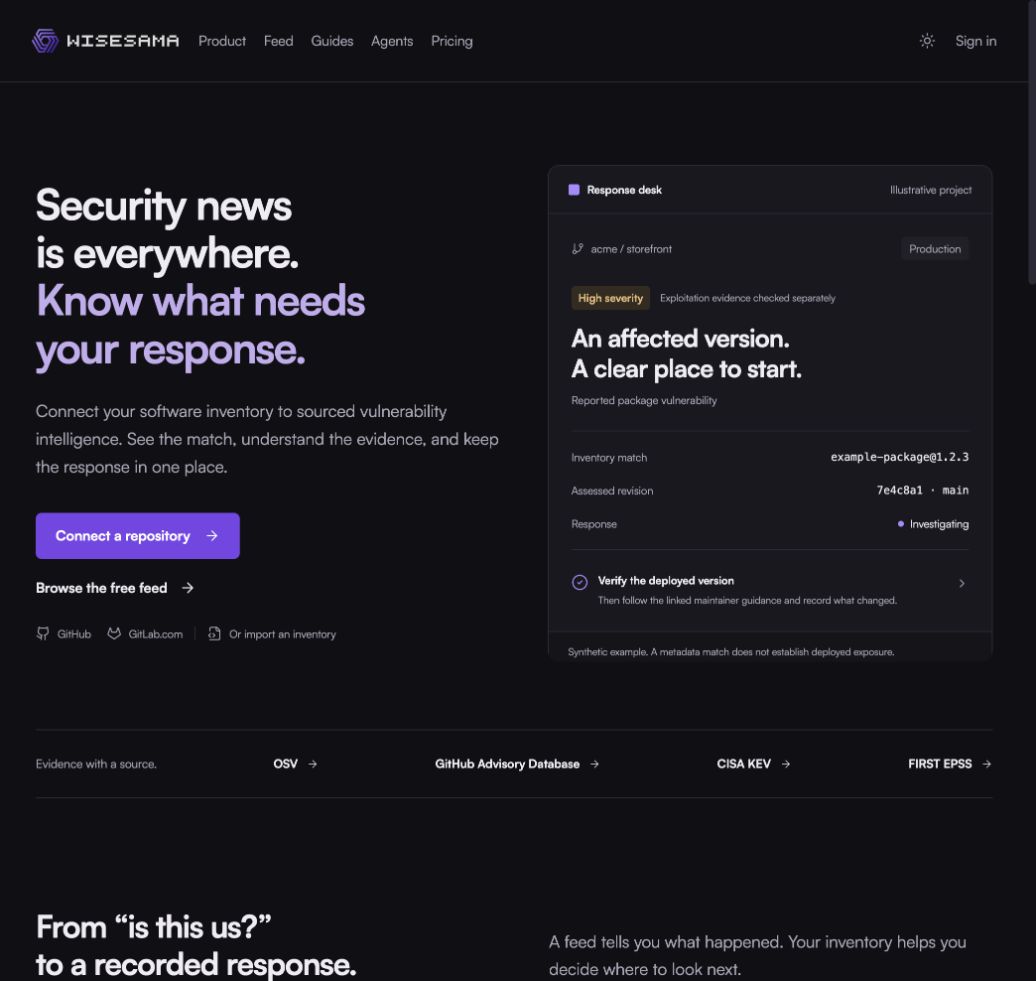 WISESAMA
Product
Feed
Guides
Agents
Pricing
Sign in
Security news
is everywhere.
Know what needs
your response.
Connect your software inventory to sourced vulnerability
intelligence. See the match, understand the evidence, and keep
the response in one place.
Connect a repository →
Browse the free feed →
GitHub
GitLab.com
Or import an inventory
Response desk
Illustrative project
acme / storefront
Production
High severity
Exploitation evidence checked separately
An affected version.
A clear place to start.
Reported package vulnerability
Inventory match
example-package@1.2.3
Assessed revision
7e4c8a1 · main
Response
Investigating
Verify the deployed version
Then follow the linked maintainer guidance and record what changed.
Synthetic example. A metadata match does not establish deployed exposure.
Evidence with a source.
OSV →
GitHub Advisory Database →
CISA KEV →
FIRST EPSS →
From “is this us?”
to a recorded response.
A feed tells you what happened. Your inventory helps you
decide where to look next.